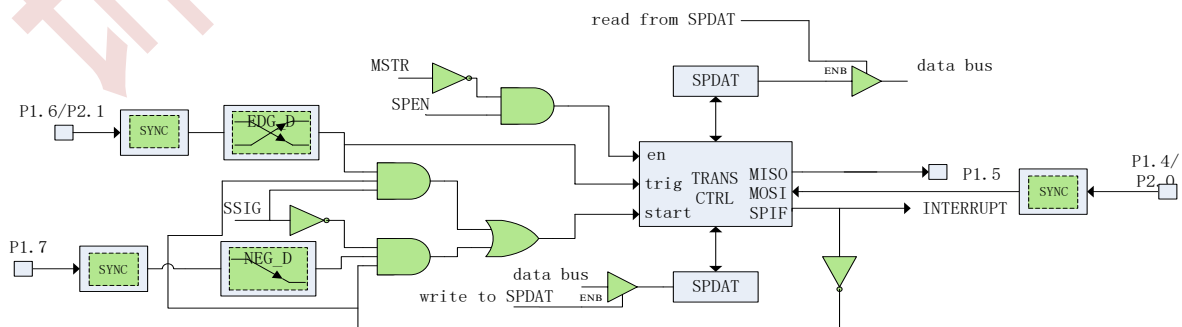 read from SPDAT
MSTR
ENB
data bus
SPDAT
SPEN
P1.6/P2.1
SYNC
EDG_D
en
trig
start
TRANS
CTRL
MISO
MOSI
SPIF
P1.5
P1.4/
P2.0
SYNC
INTERRUPT
SSIG
P1.7
SYNC
NEG_D
data bus
write to SPDAT
ENB
SPDAT